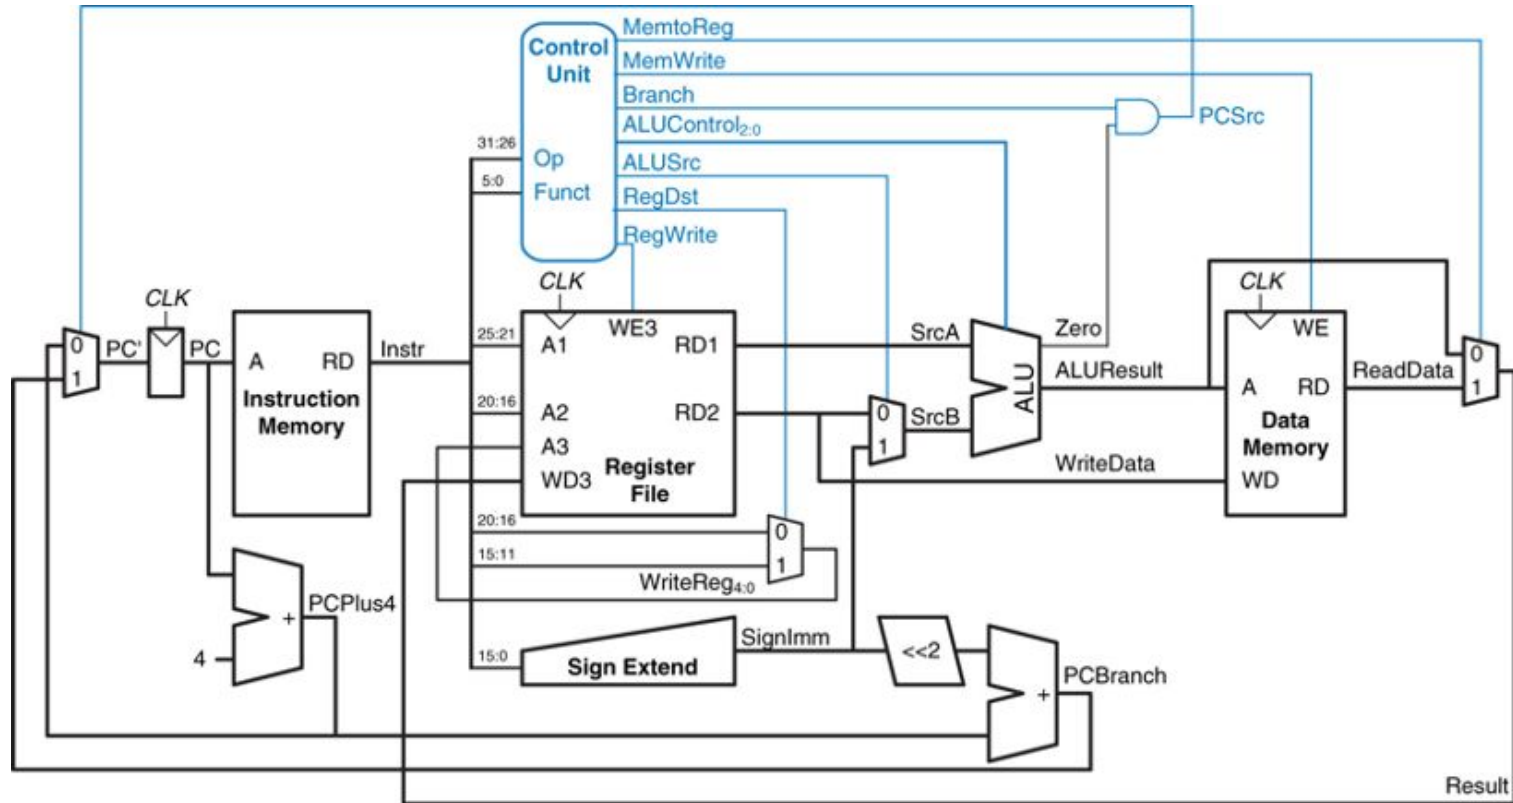 MemtoReg
Control
Unit
MemWrite
Branch
PCSrc
ALUControl2:0
31:26
Op
ALUSrc
5:0
Funct
RegDst
RegWrite
CLK
CLK
CLK
0
1
PC'
PC
A
RD
Instruction
Memory
Instr
25:21
A1
WE3
RD1
SrcA
Zero
ALU
ALUResult
WE
A
RD
ReadData
0
1
Data
Memory
20:16
A2
RD2
0
1
SrcB
A3
WD3
Register
File
WriteData
WD
20:16
0
15:11
1
WriteReg4:0
PCPlus4
+
4
15:0
Sign Extend
SignImm
<<2
+
PCBranch
Result